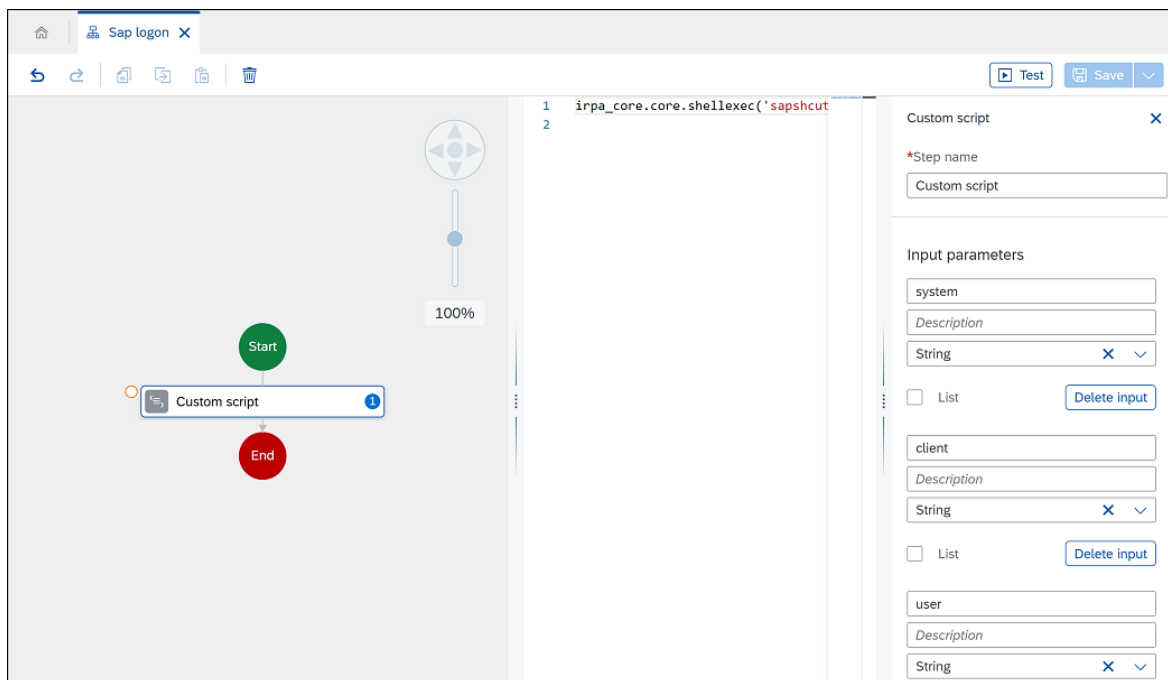 Sap logon
Test
Save
1 irpa_core.core.shellexec('sapshcut
2
100%
Start
Custom script 1
End
Custom script
*Step name
Custom script
Input parameters
system
Description
String
List Delete input
client
Description
String
List Delete input
user
Description
String